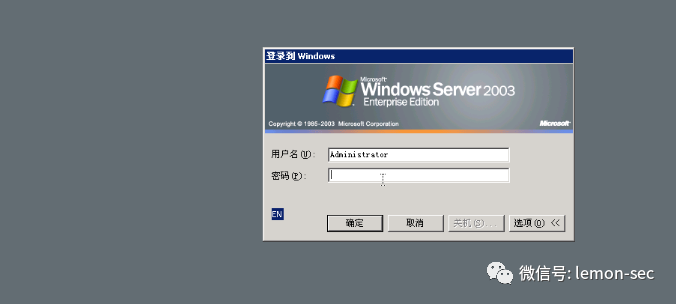 登录到 Windows
Microsoft
Windows Server 2003
Enterprise Edition
Copyright © 1985-2003 Microsoft Corporation Microsoft
用户名(U): Administrator
密码(P):
EN
确定 取消 关机(S)... 选项(O) <<
微信号: lemon-sec